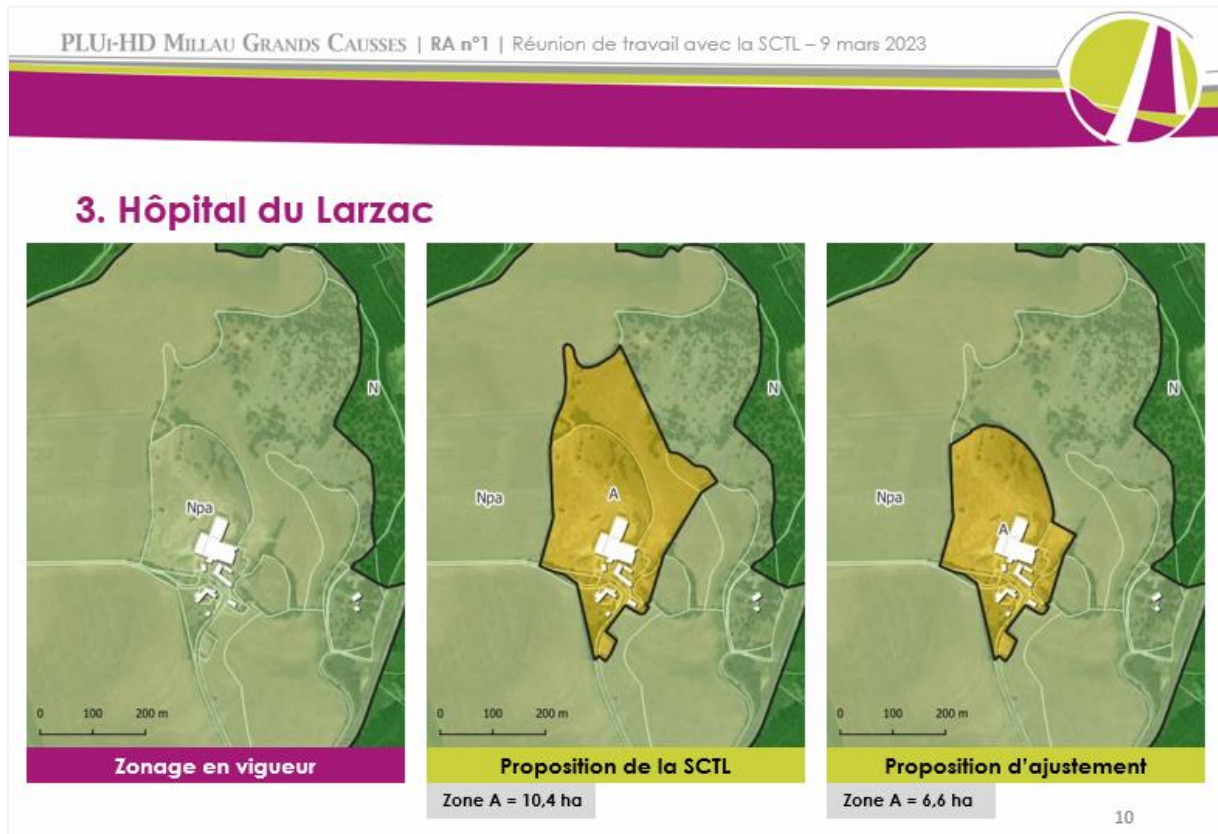 PLUi-HD MILLAU GRANDS CAUSSES | RA n°1 | Réunion de travail avec la SCTL – 9 mars 2023
3. Hôpital du Larzac
N
Npa
0 100 200 m
Zonage en vigueur
N
Npa
A
0 100 200 m
Proposition de la SCTL
Zone A = 10,4 ha
N
Npa
A
0 100 200 m
Proposition d'ajustement
Zone A = 6,6 ha
10